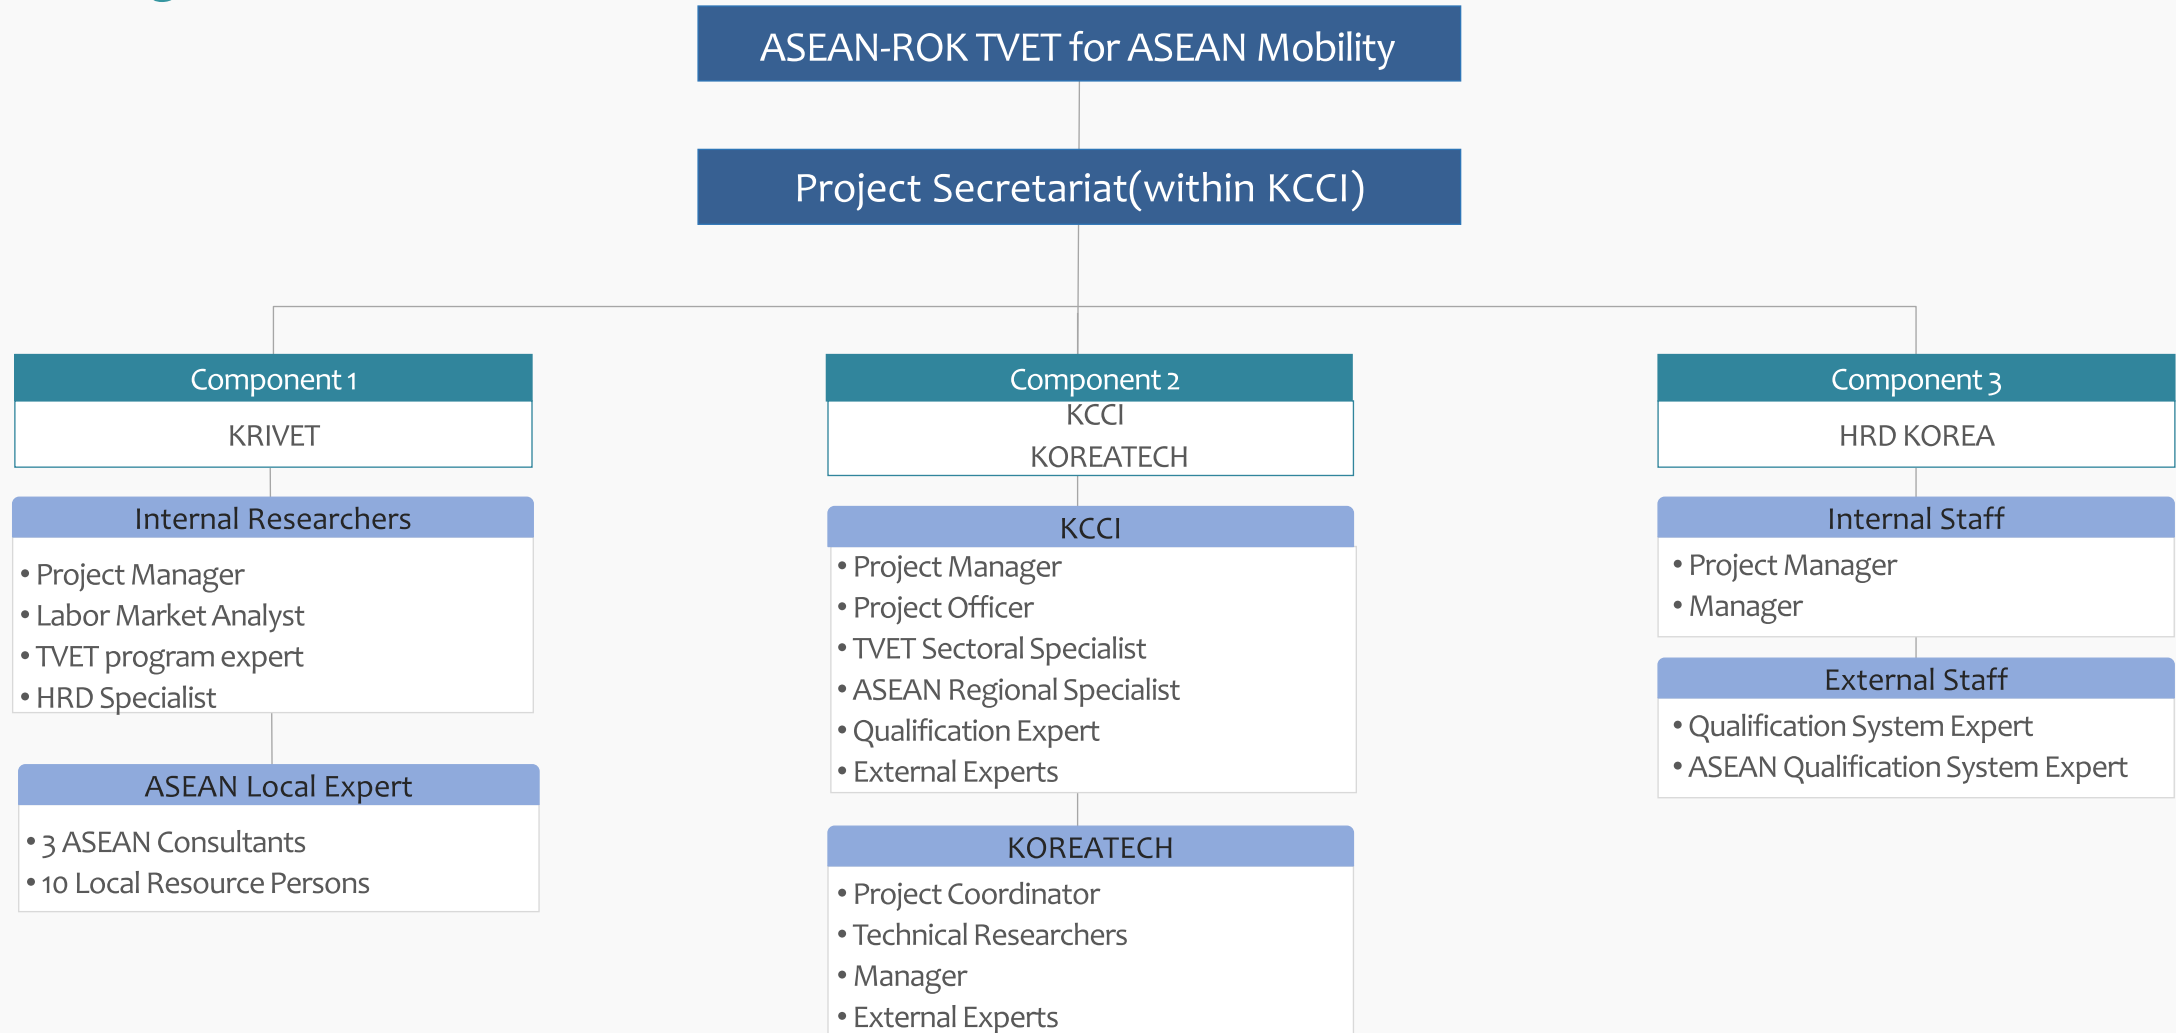 ASEAN-ROK TVET for ASEAN Mobility
Project Secretariat(within KCCI)
Component 1
KRIVET
Internal Researchers
• Project Manager
• Labor Market Analyst
• TVET program expert
• HRD Specialist
ASEAN Local Expert
• 3 ASEAN Consultants
• 10 Local Resource Persons
Component 2
KCCI
KOREATECH
KCCI
• Project Manager
• Project Officer
• TVET Sectoral Specialist
• ASEAN Regional Specialist
• Qualification Expert
• External Experts
KOREATECH
• Project Coordinator
• Technical Researchers
• Manager
• External Experts
Component 3
HRD KOREA
Internal Staff
• Project Manager
• Manager
External Staff
• Qualification System Expert
• ASEAN Qualification System Expert